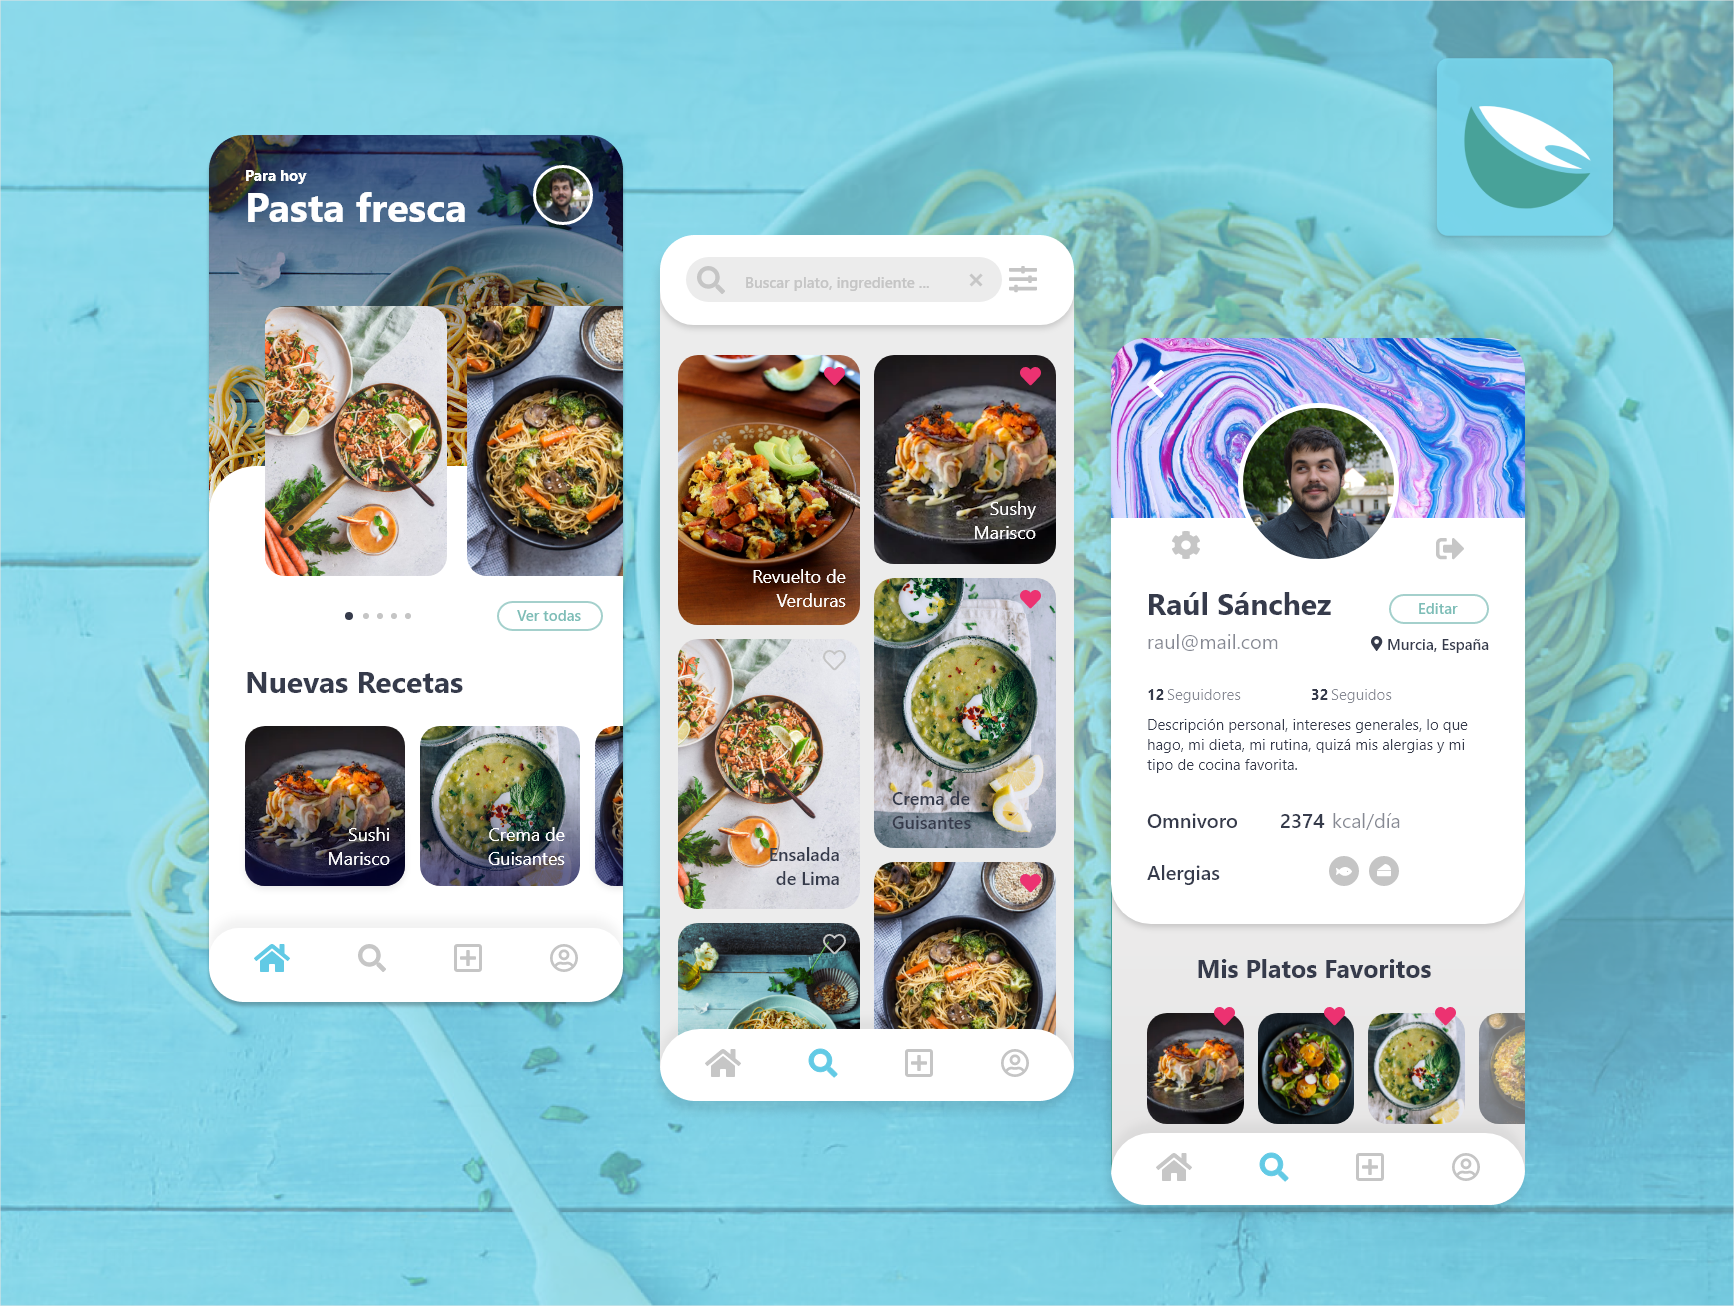 Para hoy
Pasta fresca
Ver todas
Nuevas Recetas
Sushi
Marisco
Crema de
Guisantes
Buscar plato, ingrediente ...
Revuelto de
Verduras
Sushy
Marisco
Ensalada
de Lima
Crema de
Guisantes
Raúl Sánchez
Editar
raul@mail.com
Murcia, España
12 Seguidores
32 Seguidos
Descripción personal, intereses generales, lo que
hago, mi dieta, mi rutina, quizá mis alergias y mi
tipo de cocina favorita.
Omnivoro
2374 kcal/día
Alergias
Mis Platos Favoritos